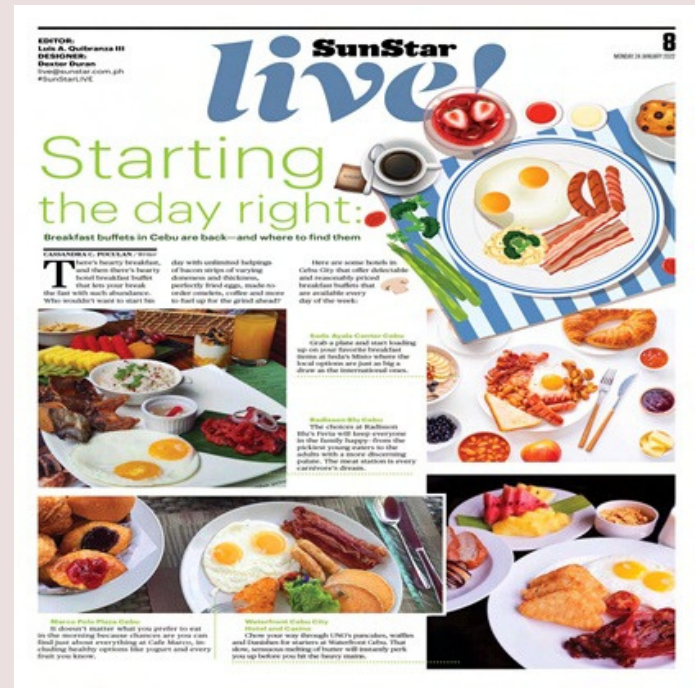 EDITOR:
Luis A. Quibranza III
DESIGNER:
Dexter Duran
live@sunstar.com.ph
#SunStarLIVE
SunStar
live!
8
MONDAY 24 JANUARY 2022
Starting
the day right:
Breakfast buffets in Cebu are back—and where to find them
CASSANDRA C. POCULAN / Writer
There's hearty breakfast,
and then there's hearty
hotel breakfast buffet
that lets your break
the fast with such abundance.
Who wouldn't want to start his
day with unlimited helpings
of bacon strips of varying
doneness and thickness,
perfectly fried eggs, made-to
order omelets, coffee and more
to fuel up for the grind ahead?
Here are some hotels in
Cebu City that offer delectable
and reasonably priced
breakfast buffets that
are available every
day of the week:
Seda Ayala Center Cebu
Grab a plate and start loading
up on your favorite breakfast
items at Seda's Misto where the
local options are just as big a
draw as the international ones.
Radisson Blu Cebu
The choices at Radisson
Blu's Feria will keep everyone
in the family happy—from the
pickiest young eaters to the
adults with a more discerning
palate. The meat station is every
carnivore's dream.
Marco Polo Plaza Cebu
It doesn't matter what you prefer to eat
in the morning because chances are you can
find just about everything at Cafe Marco, in-
cluding healthy options like yogurt and every
fruit you know.
Waterfront Cebu City
Hotel and Casino
Chow your way through UNO's pancakes, waffles
and Danishes for starters at Waterfront Cebu. That
slow, sensuous melting of butter will instantly perk
you up before you hit the heavy mains.